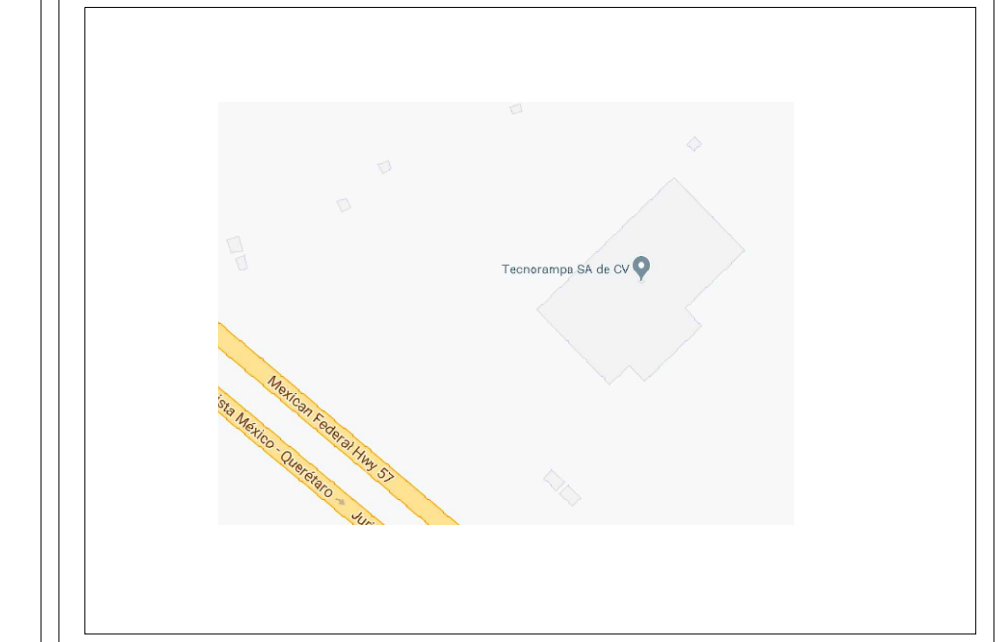 Tecnorampa SA de CV
Mexican Federal Hwy 57
ista México - Querétaro